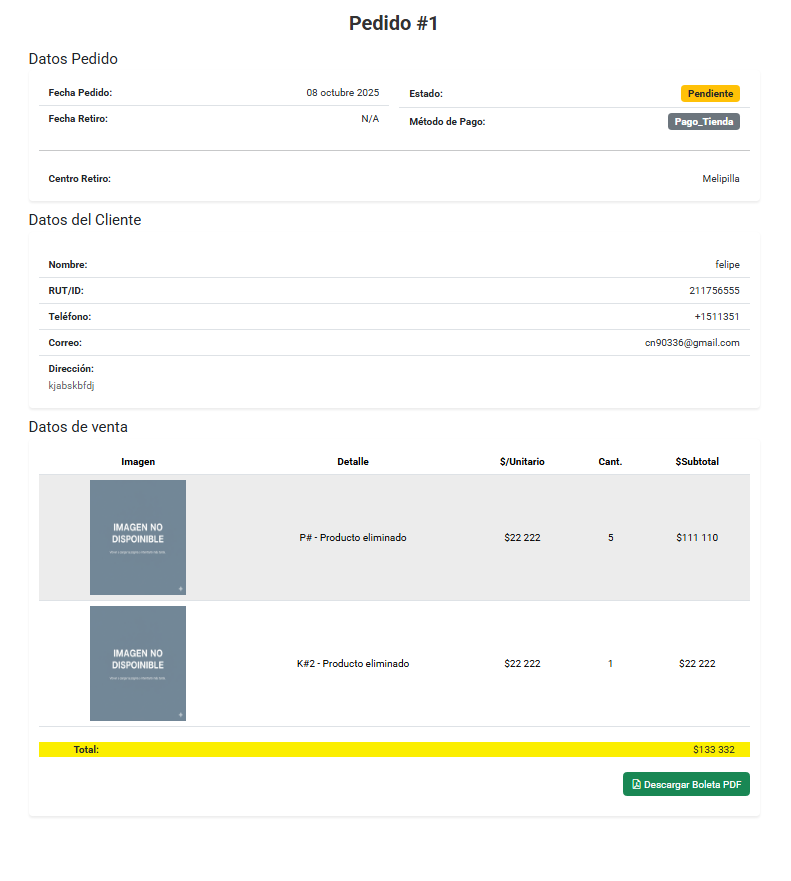 Pedido #1
Datos Pedido
Fecha Pedido: 08 octubre 2025
Estado: Pendiente
Fecha Retiro: N/A
Método de Pago: Pago_Tienda
Centro Retiro: Melipilla
Datos del Cliente
Nombre: felipe
RUT/ID: 211756555
Teléfono: +1511351
Correo: cn90336@gmail.com
Dirección:
kjabskbfdj
Datos de venta
Imagen Detalle $/Unitario Cant. $Subtotal
IMAGEN NO
DISPOINIBLE
P# - Producto eliminado $22 222 5 $111 110
IMAGEN NO
DISPOINIBLE
K#2 - Producto eliminado $22 222 1 $22 222
Total: $133 332
Descargar Boleta PDF